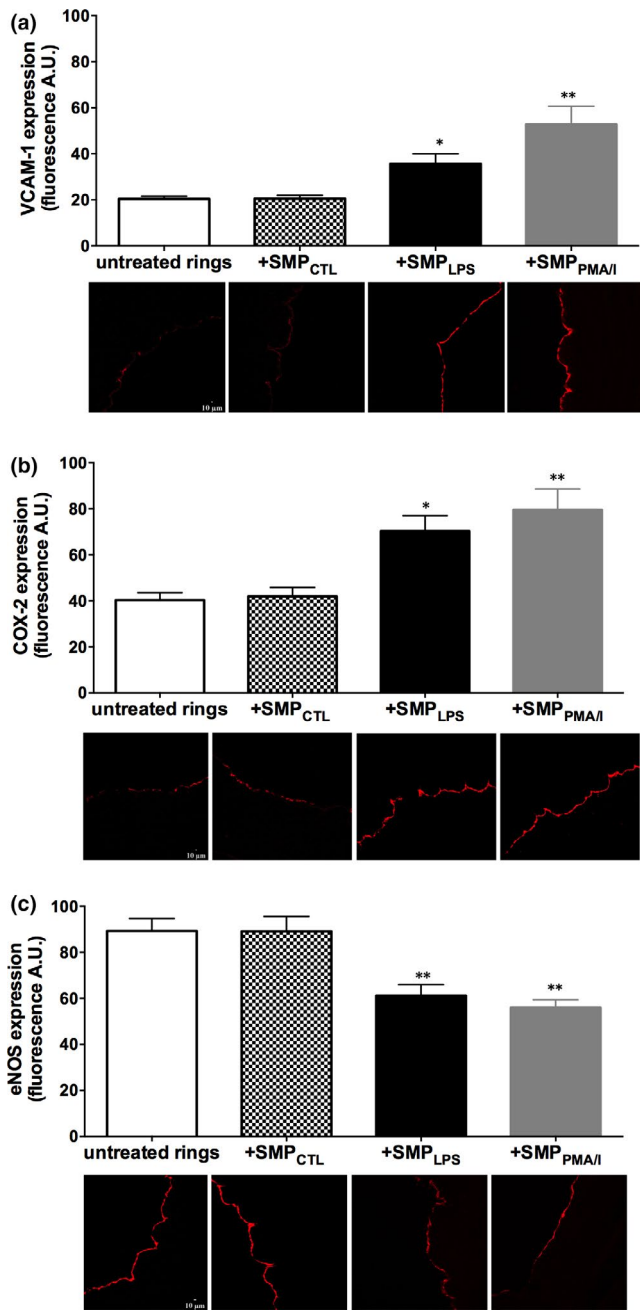 (a)
VCAM-1 expression
(fluorescence A.U.)
100
80
60
40
20
0
*
**
untreated rings +SMPCTL +SMPLPS +SMPPMA/I
10 µm
(b)
COX-2 expression
(fluorescence A.U.)
100
80
60
40
20
0
*
**
untreated rings +SMPCTL +SMPLPS +SMPPMA/I
10 µm
(c)
eNOS expression
(fluorescence A.U.)
100
80
60
40
20
0
**
**
untreated rings +SMPCTL +SMPLPS +SMPPMA/I
10 µm